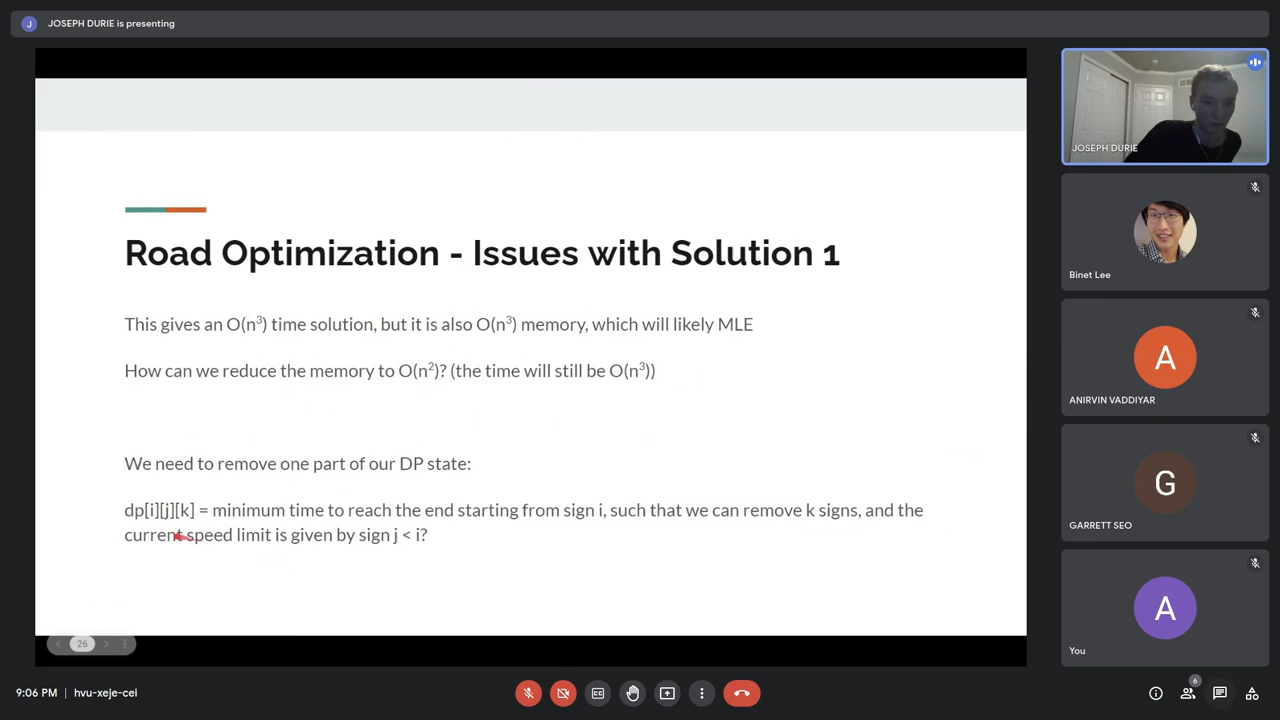 J JOSEPH DURIE is presenting
Road Optimization - Issues with Solution 1
This gives an O(n³) time solution, but it is also O(n³) memory, which will likely MLE
How can we reduce the memory to O(n²)? (the time will still be O(n³))
We need to remove one part of our DP state:
dp[i][j][k] = minimum time to reach the end starting from sign i, such that we can remove k signs, and the
current speed limit is given by sign j < i?
26
JOSEPH DURIE
Binet Lee
A
ANIRVIN VADDIYAR
G
GARRETT SEO
A
You
9:06 PM | hvu-xeje-cei
CC
6